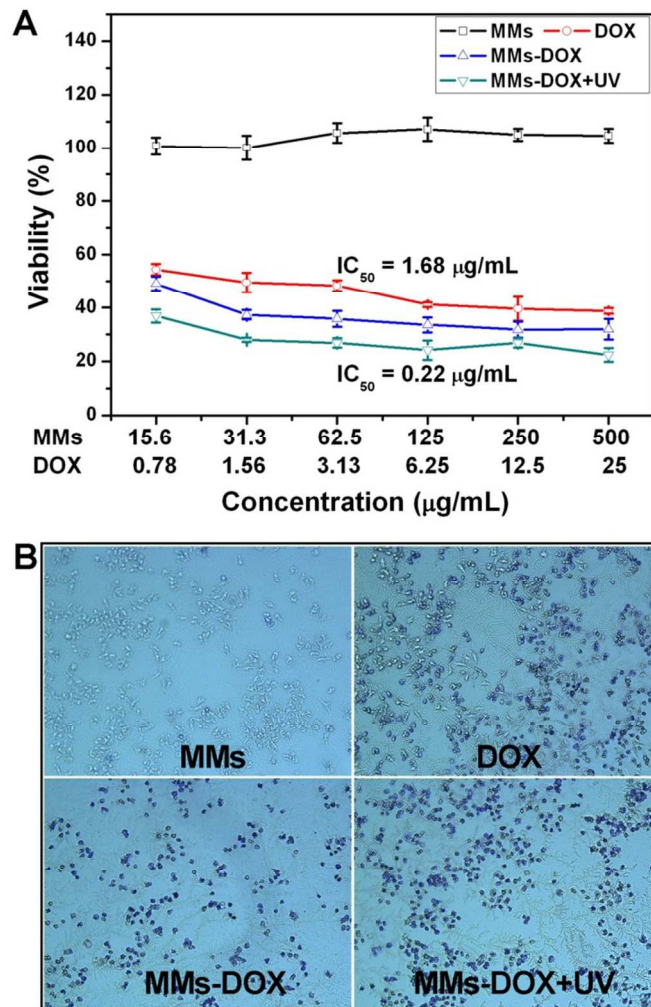 A
MMs DOX
MMs-DOX
MMs-DOX+UV
140
120
100
80
60
40
20
0
Viability (%)
IC50 = 1.68 μg/mL
IC50 = 0.22 μg/mL
MMs 15.6 31.3 62.5 125 250 500
DOX 0.78 1.56 3.13 6.25 12.5 25
Concentration (μg/mL)
B
MMs DOX
MMs-DOX MMs-DOX+UV